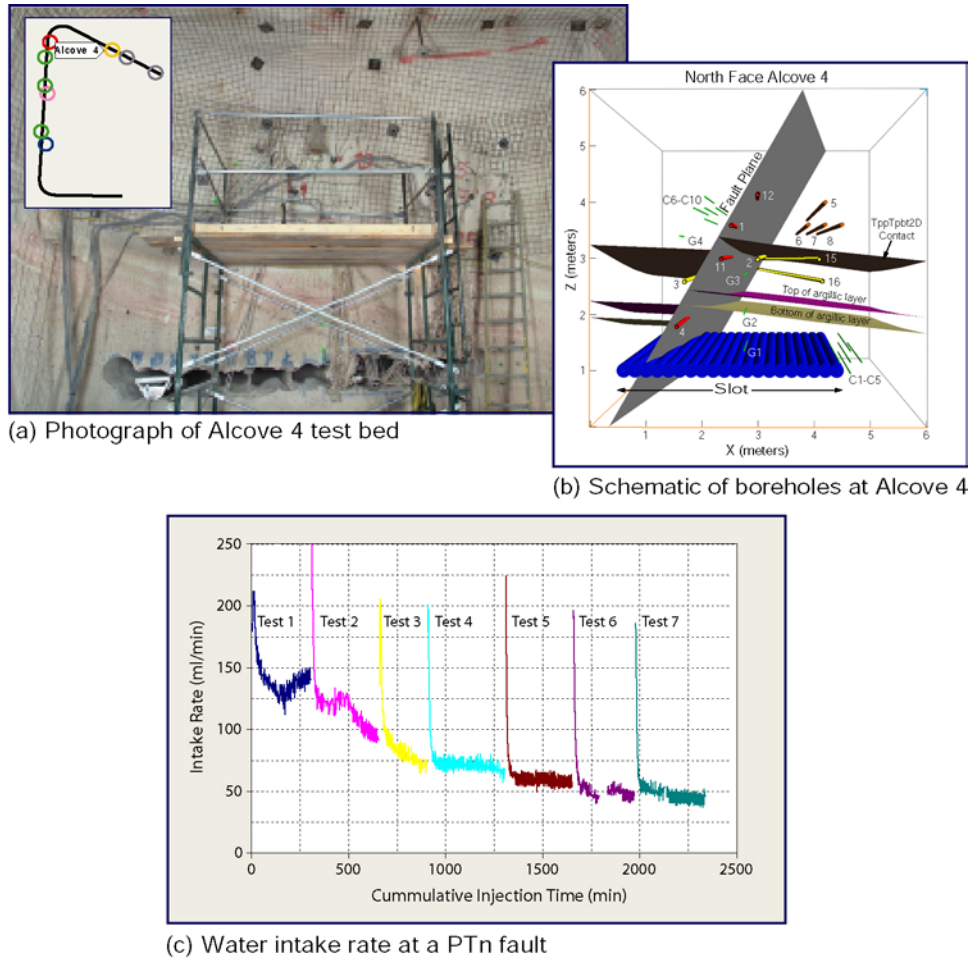 Alcove 4
(a) Photograph of Alcove 4 test bed
North Face Alcove 4
6
5
4
3
2
1
Z (meters)
Fault Plane
12
C6-C10
1
5
6 7 8
TppTpbt2D
Contact
G4
11
2
15
3
G3
16
Top of argillic layer
Bottom of argillic layer
4
G2
G1
C1-C5
Slot
1 2 3 4 5 6
X (meters)
(b) Schematic of boreholes at Alcove 4
250
200
150
100
50
0
Intake Rate (ml/min)
Test 1 Test 2 Test 3 Test 4 Test 5 Test 6 Test 7
0 500 1000 1500 2000 2500
Cummulative Injection Time (min)
(c) Water intake rate at a PTn fault